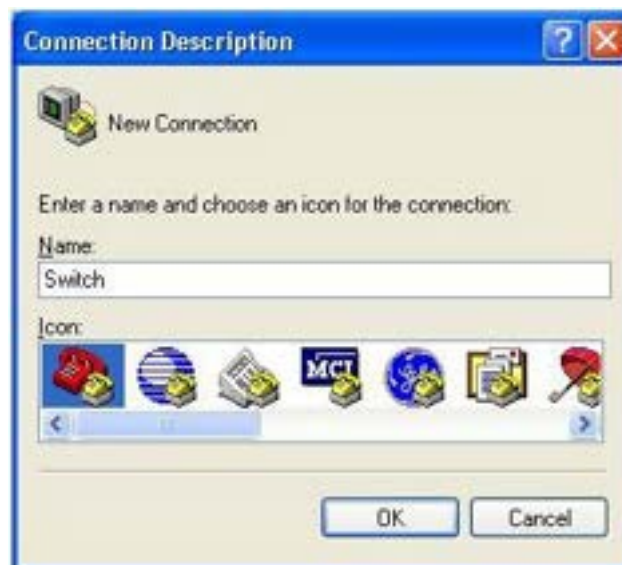 Connection Description
New Connection
Enter a name and choose an icon for the connection:
Name:
Switch
Icon:
MCI
OK
Cancel